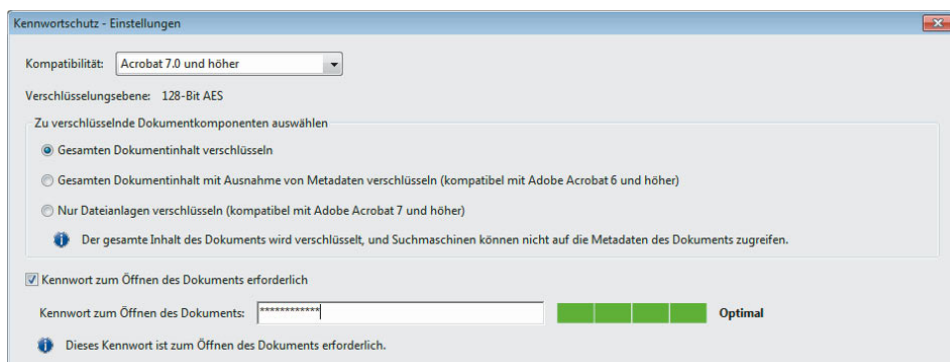 Kennwortschutz - Einstellungen
Kompatibilität: Acrobat 7.0 und höher
Verschlüsselungsebene: 128-Bit AES
Zu verschlüsselnde Dokumentkomponenten auswählen
Gesamten Dokumentinhalt verschlüsseln
Gesamten Dokumentinhalt mit Ausnahme von Metadaten verschlüsseln (kompatibel mit Adobe Acrobat 6 und höher)
Nur Dateianlagen verschlüsseln (kompatibel mit Adobe Acrobat 7 und höher)
Der gesamte Inhalt des Dokuments wird verschlüsselt, und Suchmaschinen können nicht auf die Metadaten des Dokuments zugreifen.
Kennwort zum Öffnen des Dokuments erforderlich
Kennwort zum Öffnen des Dokuments: ************ Optimal
Dieses Kennwort ist zum Öffnen des Dokuments erforderlich.